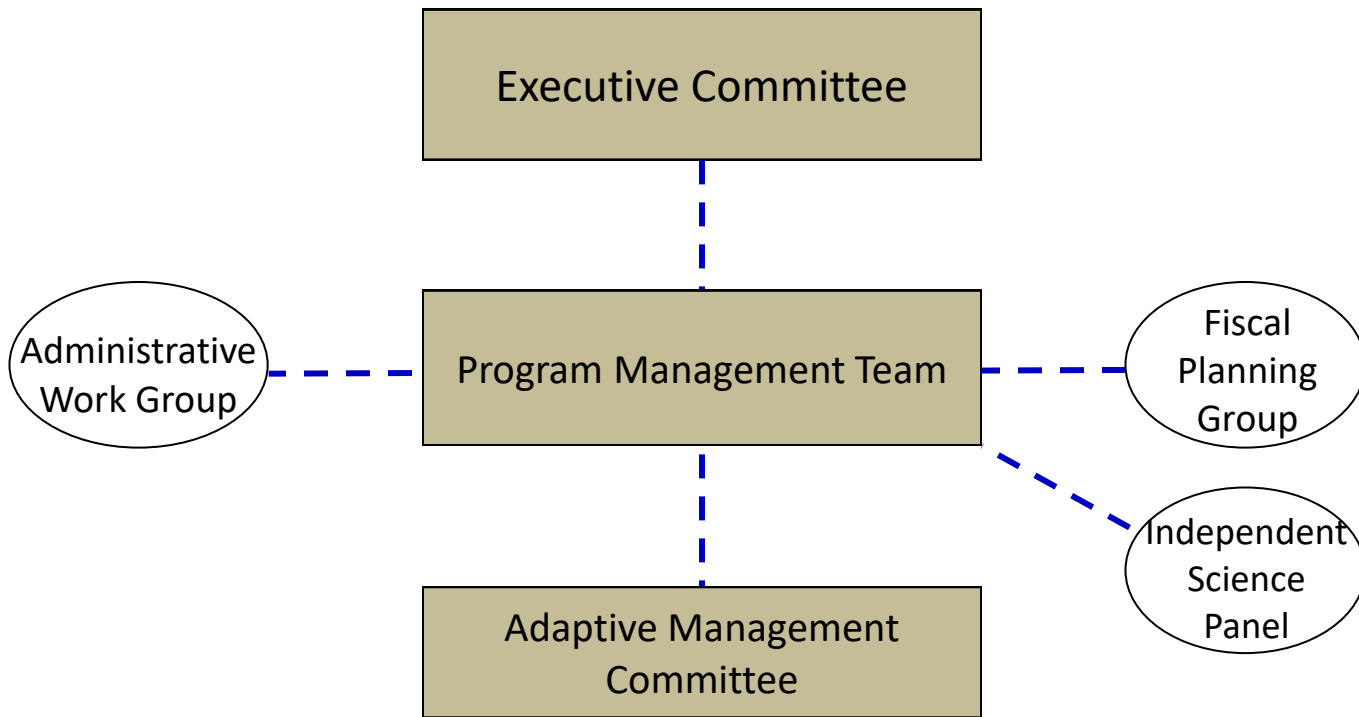 Executive Committee
Administrative
Work Group
Program Management Team
Fiscal
Planning
Group
Independent
Science
Panel
Adaptive Management
Committee